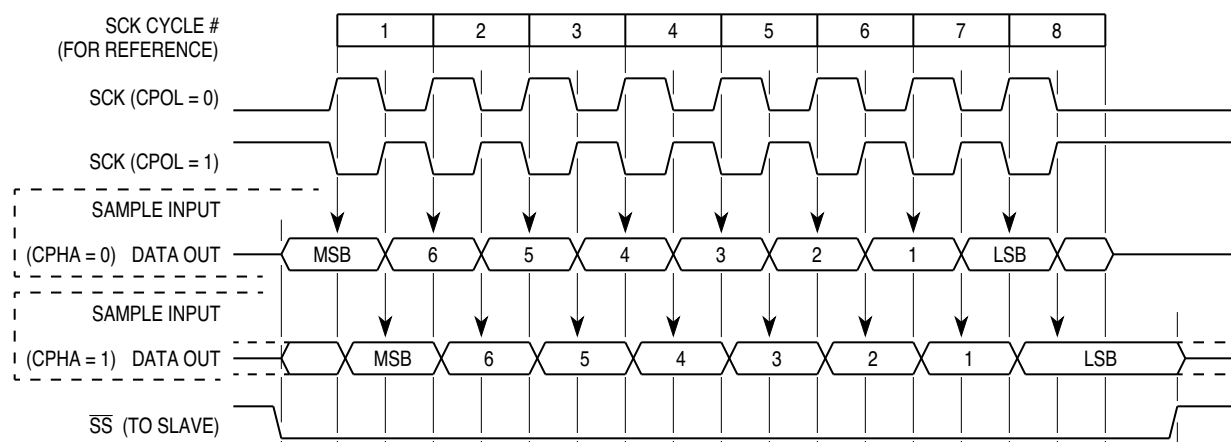 SCK CYCLE #
(FOR REFERENCE)
1 2 3 4 5 6 7 8
SCK (CPOL = 0)
SCK (CPOL = 1)
SAMPLE INPUT
(CPHA = 0) DATA OUT
MSB 6 5 4 3 2 1 LSB
SAMPLE INPUT
(CPHA = 1) DATA OUT
MSB 6 5 4 3 2 1 LSB
S̅S̅ (TO SLAVE)